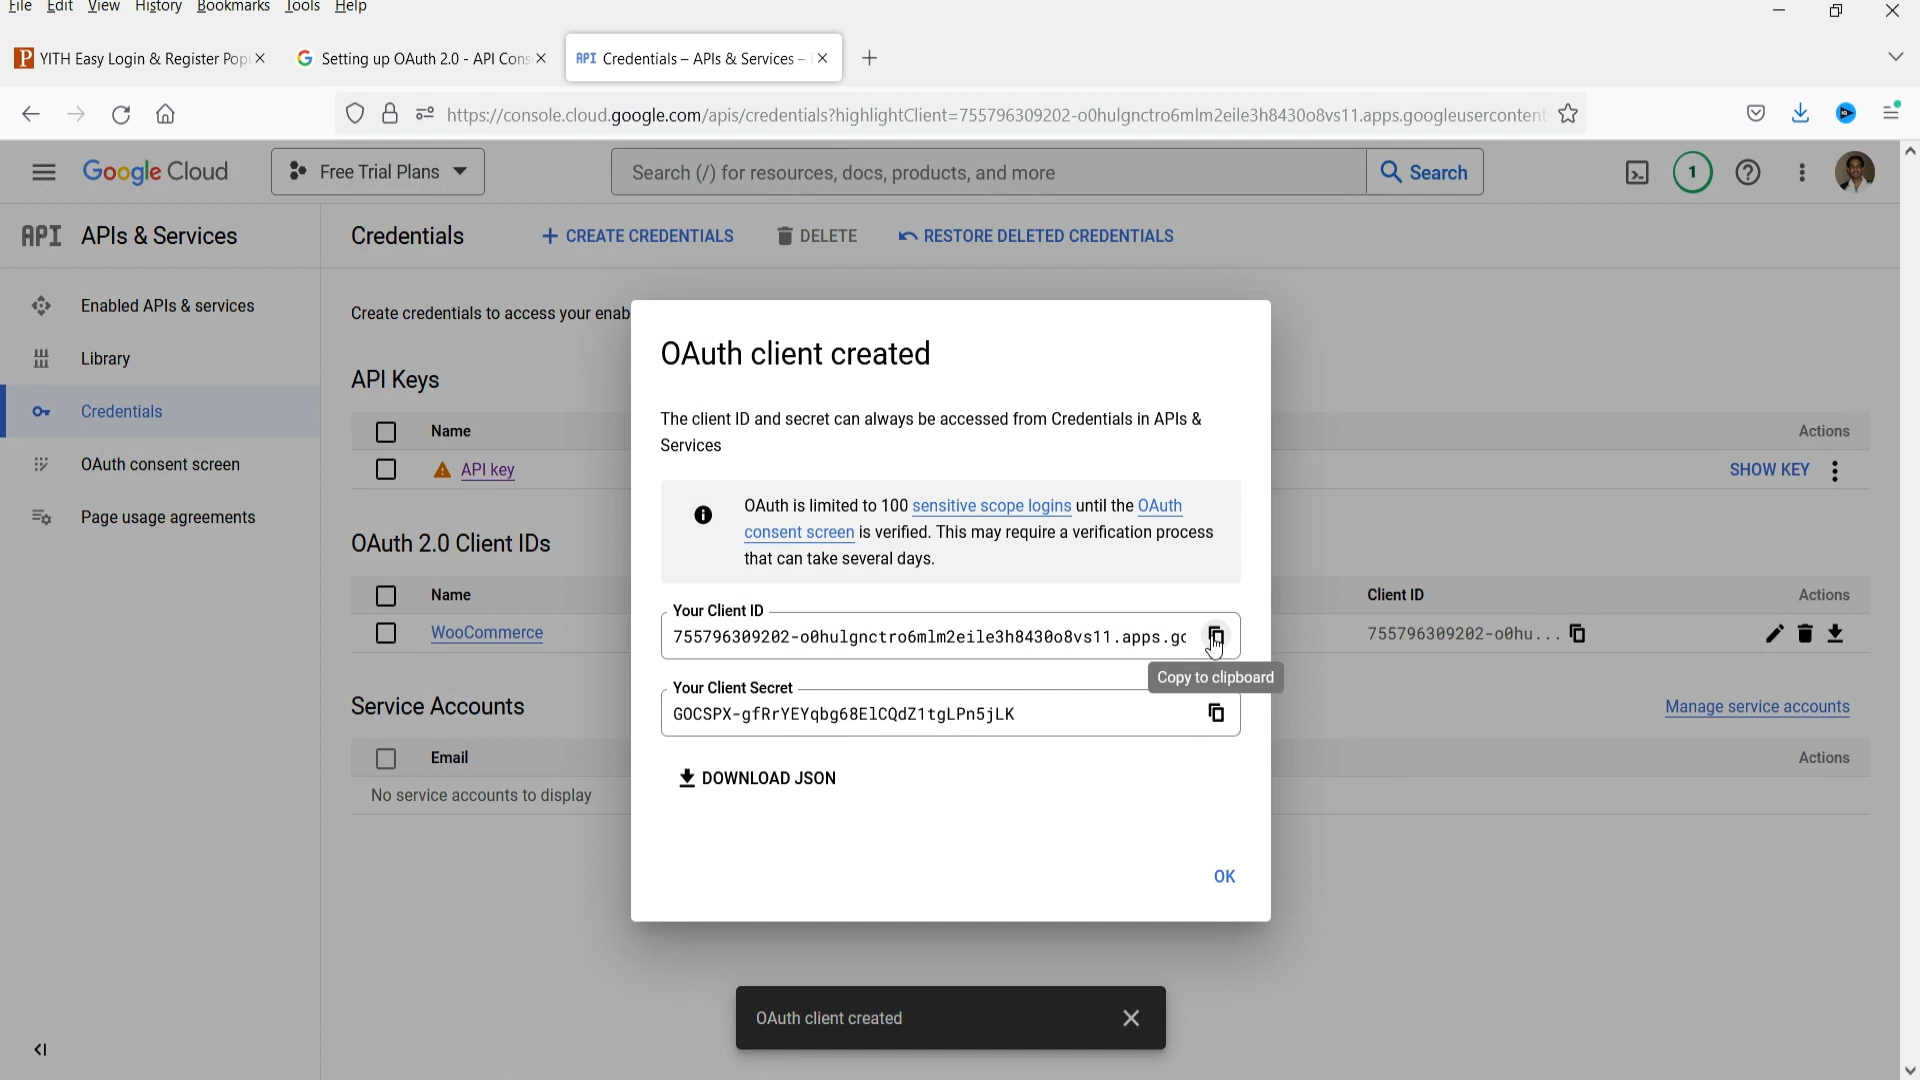 File Edit View History Bookmarks Tools Help
YITH Easy Login & Register Pop
Setting up OAuth 2.0 - API Cons
API Credentials – APIs & Services –
https://console.cloud.google.com/apis/credentials?highlightClient=755796309202-o0hulgnctro6mlm2eile3h8430o8vs11.apps.googleusercontent
Google Cloud
Free Trial Plans
Search (/) for resources, docs, products, and more
Search
1
API APIs & Services
Credentials
CREATE CREDENTIALS
DELETE
RESTORE DELETED CREDENTIALS
Enabled APIs & services
Library
Credentials
OAuth consent screen
Page usage agreements
Create credentials to access your enab
API Keys
Name
Actions
API key
SHOW KEY
OAuth 2.0 Client IDs
Name
Client ID
Actions
WooCommerce
755796309202-o0hu...
Service Accounts
Manage service accounts
Email
Actions
No service accounts to display
OAuth client created
The client ID and secret can always be accessed from Credentials in APIs &
Services
OAuth is limited to 100 sensitive scope logins until the OAuth
consent screen is verified. This may require a verification process
that can take several days.
Your Client ID
755796309202-o0hulgnctro6mlm2eile3h8430o8vs11.apps.gc
Copy to clipboard
Your Client Secret
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
DOWNLOAD JSON
OK
OAuth client created